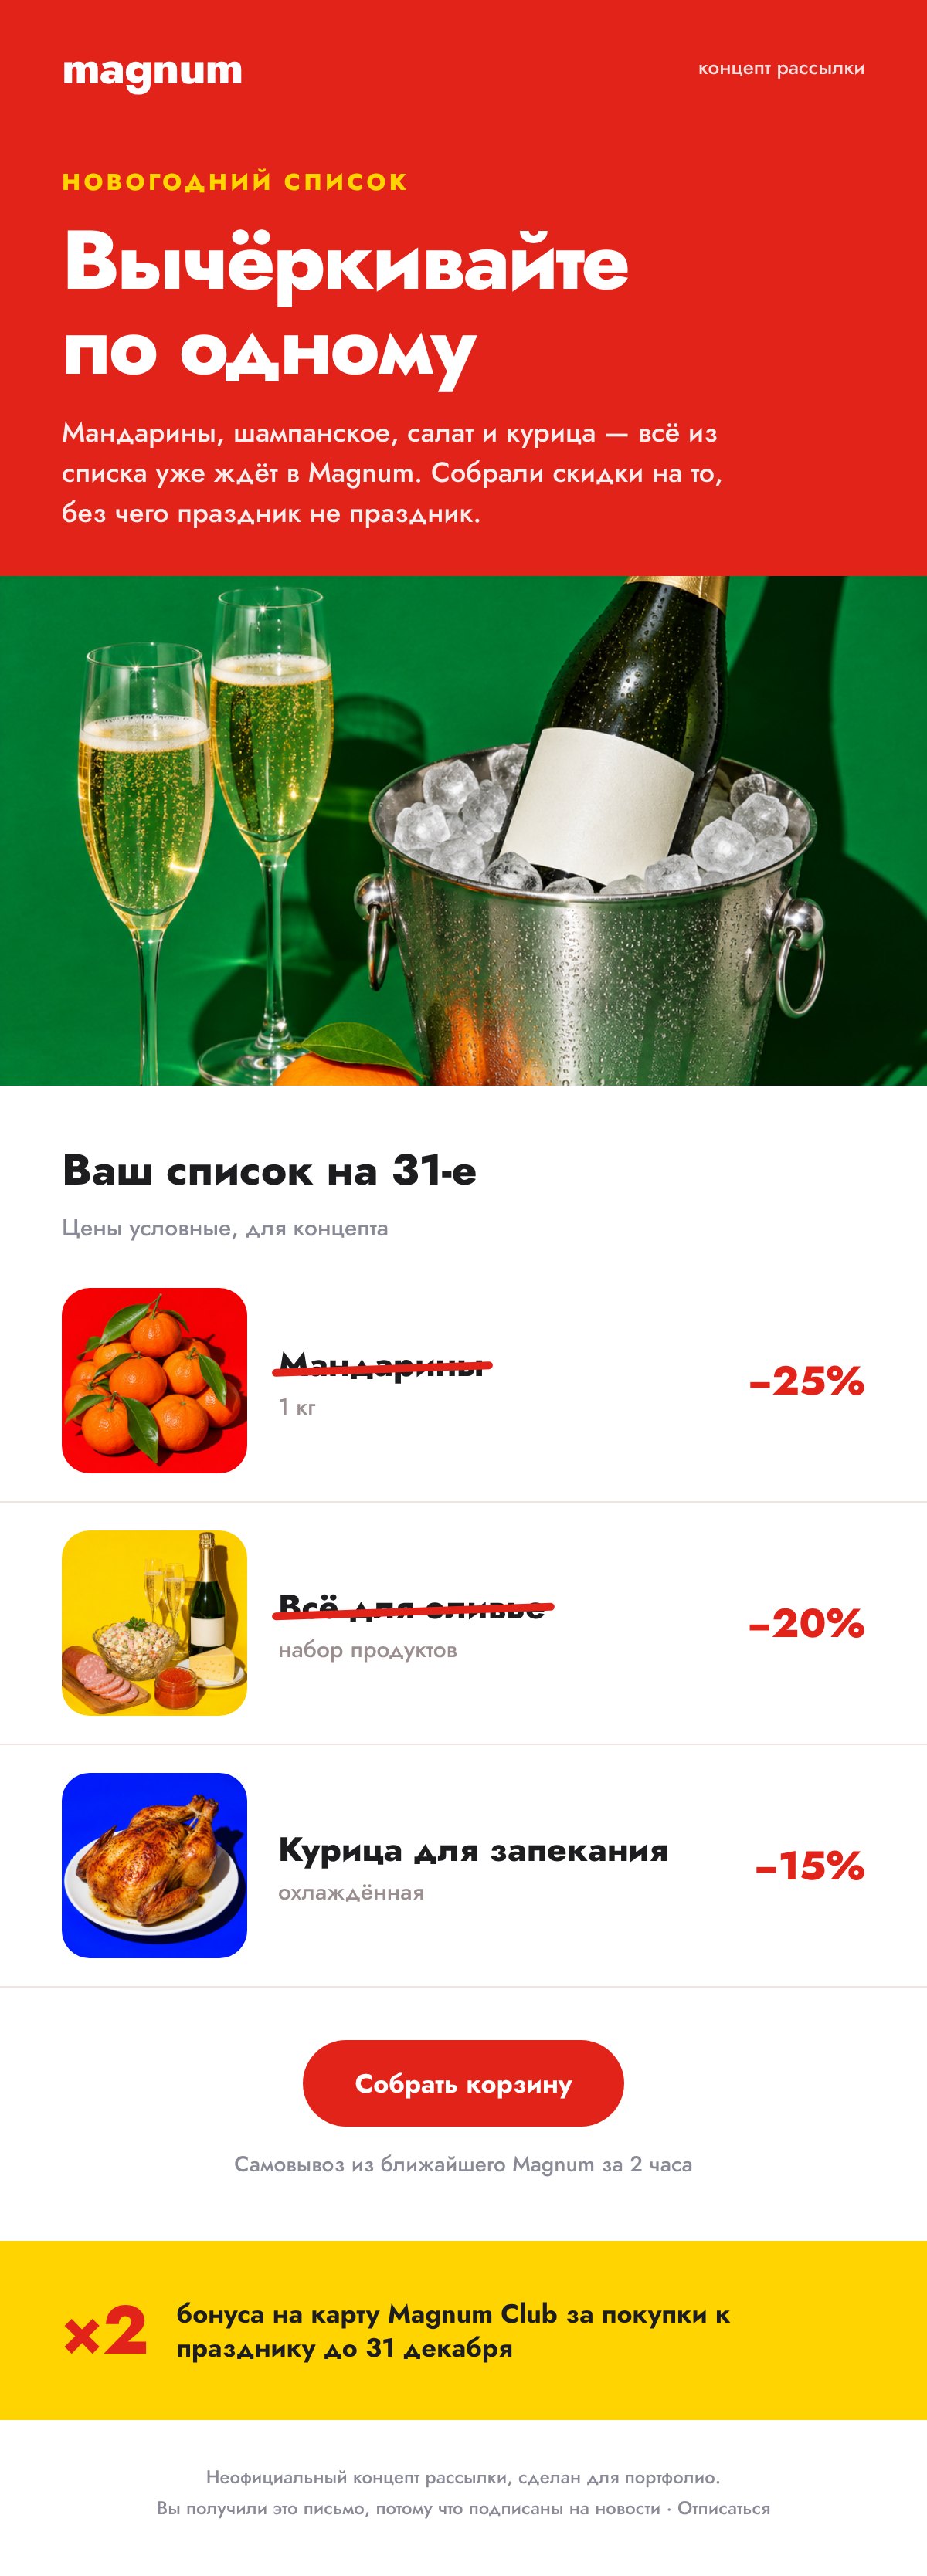 magnum
концепт рассылки
НОВОГОДНИЙ СПИСОК
Вычёркивайте
по одному
Мандарины, шампанское, салат и курица — всё из
списка уже ждёт в Magnum. Собрали скидки на то,
без чего праздник не праздник.
Ваш список на 31-е
Цены условные, для концепта
Мандарины
1 кг
–25%
Всё для оливье
набор продуктов
–20%
Курица для запекания
охлаждённая
–15%
Собрать корзину
Самовывоз из ближайшего Magnum за 2 часа
×2
бонуса на карту Magnum Club за покупки к
празднику до 31 декабря
Неофициальный концепт рассылки, сделан для портфолио.
Вы получили это письмо, потому что подписаны на новости · Отписаться